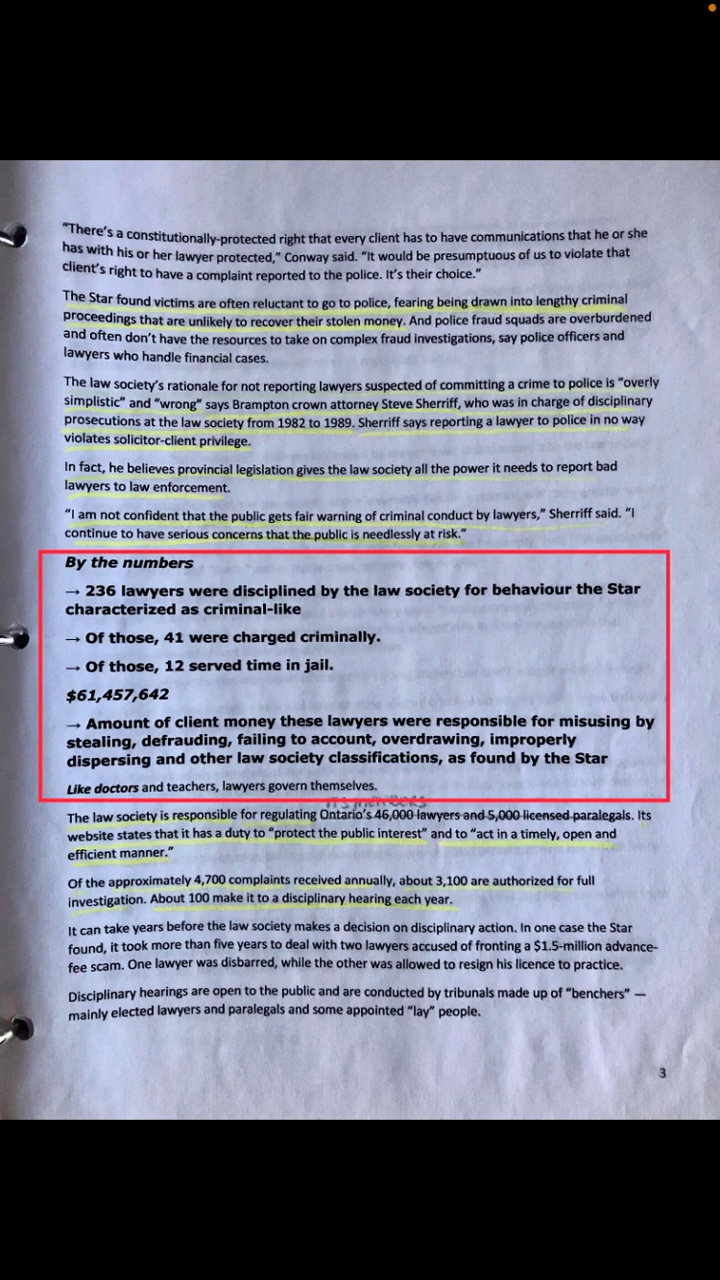 "There's a constitutionally-protected right that every client has to have communications that he or she
has with his or her lawyer protected," Conway said. "It would be presumptuous of us to violate that
client's right to have a complaint reported to the police. It's their choice."
The Star found victims are often reluctant to go to police, fearing being drawn into lengthy criminal
proceedings that are unlikely to recover their stolen money. And police fraud squads are overburdened
and often don't have the resources to take on complex fraud investigations, say police officers and
lawyers who handle financial cases.
The law society's rationale for not reporting lawyers suspected of committing a crime to police is "overly
simplistic" and "wrong" says Brampton crown attorney Steve Sherriff, who was in charge of disciplinary
prosecutions at the law society from 1982 to 1989. Sherriff says reporting a lawyer to police in no way
violates solicitor-client privilege.
In fact, he believes provincial legislation gives the law society all the power it needs to report bad
lawyers to law enforcement.
"I am not confident that the public gets fair warning of criminal conduct by lawyers," Sherriff said. "I
continue to have serious concerns that the public is needlessly at risk."
By the numbers
→ 236 lawyers were disciplined by the law society for behaviour the Star
characterized as criminal-like
→ Of those, 41 were charged criminally.
→ Of those, 12 served time in jail.
$61,457,642
→ Amount of client money these lawyers were responsible for misusing by
stealing, defrauding, failing to account, overdrawing, improperly
dispersing and other law society classifications, as found by the Star
Like doctors and teachers, lawyers govern themselves.
ITS MEMBERS
The law society is responsible for regulating Ontario's 46,000 lawyers and 5,000 licensed paralegals. Its
website states that it has a duty to "protect the public interest" and to "act in a timely, open and
efficient manner."
Of the approximately 4,700 complaints received annually, about 3,100 are authorized for full
investigation. About 100 make it to a disciplinary hearing each year.
It can take years before the law society makes a decision on disciplinary action. In one case the Star
found, it took more than five years to deal with two lawyers accused of fronting a $1.5-million advance-
fee scam. One lawyer was disbarred, while the other was allowed to resign his licence to practice.
Disciplinary hearings are open to the public and are conducted by tribunals made up of "benchers" —
mainly elected lawyers and paralegals and some appointed "lay" people.
3